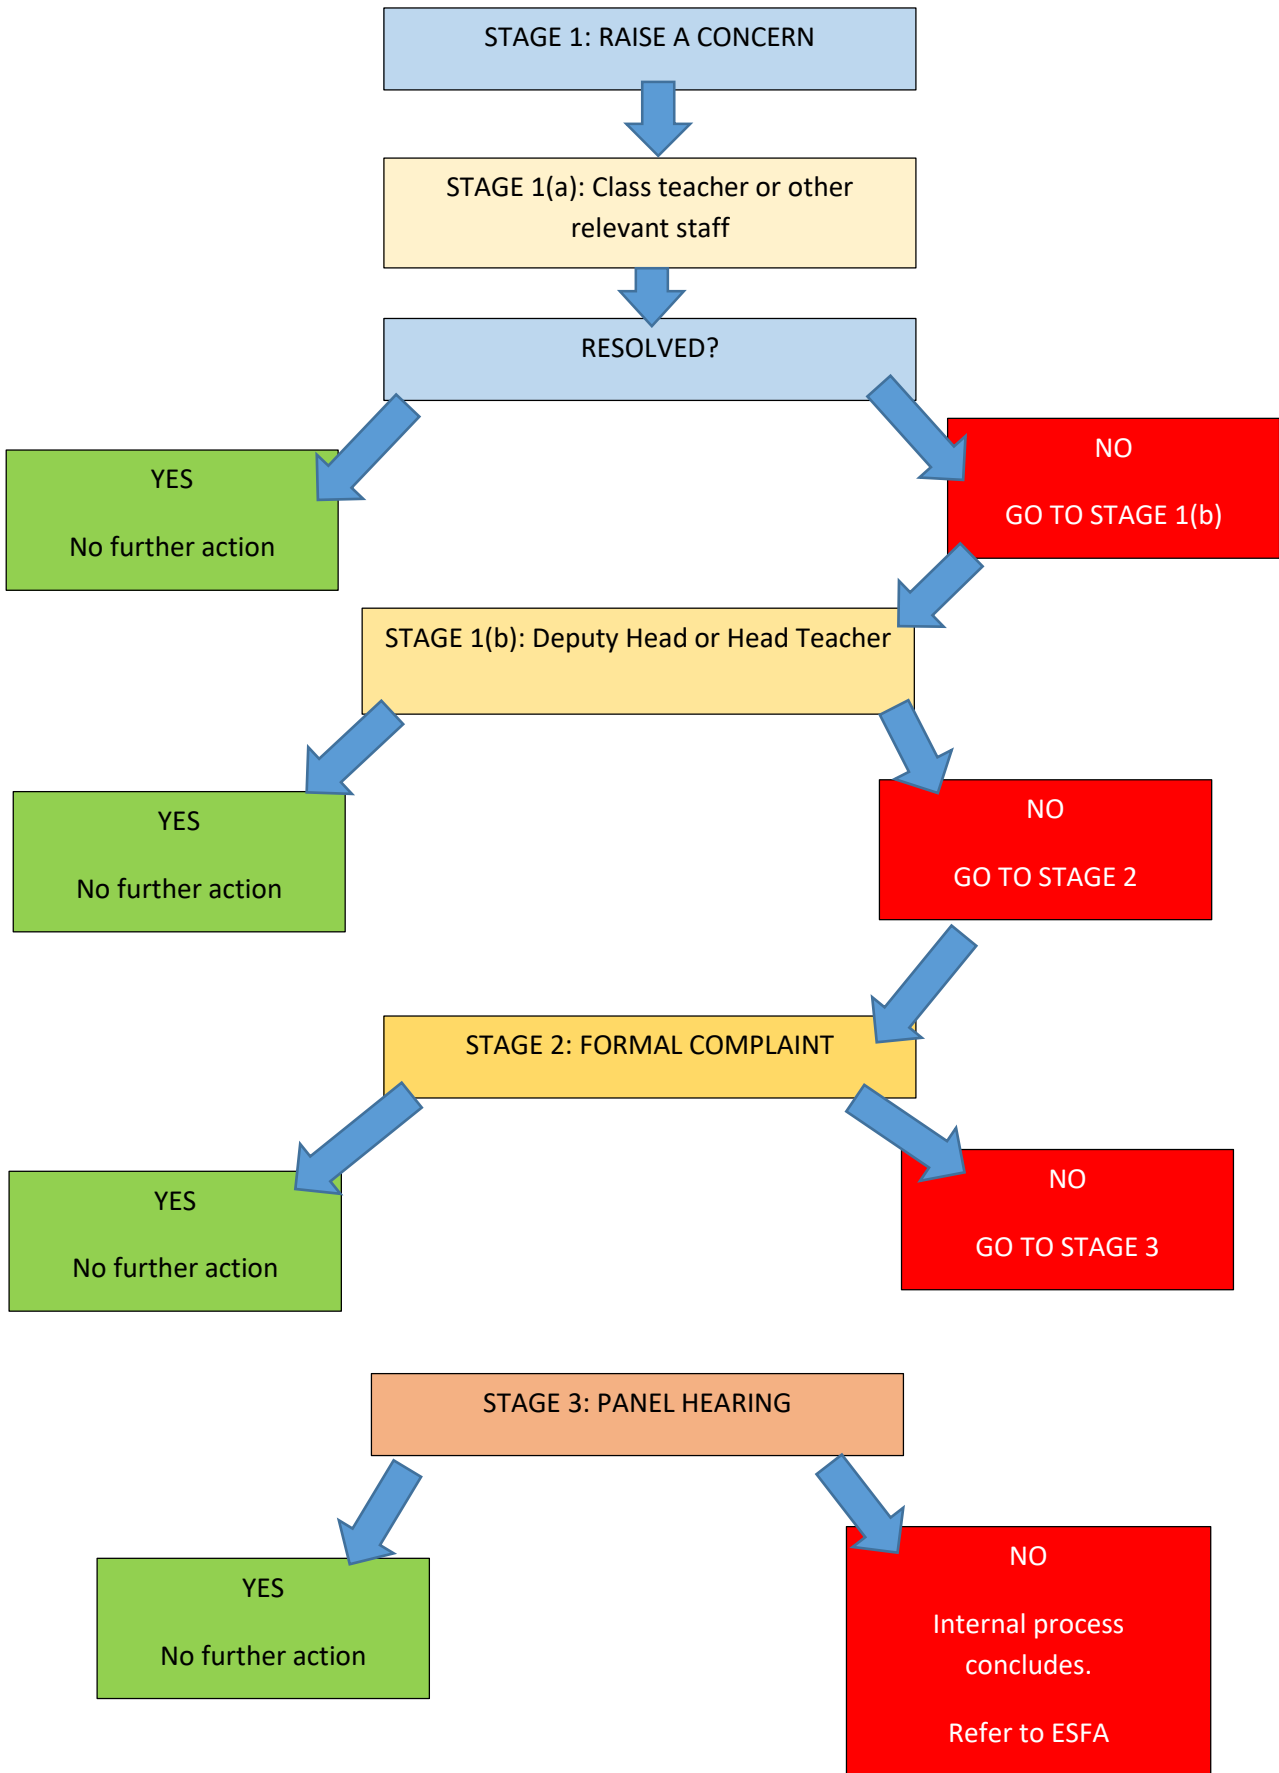 STAGE 1: RAISE A CONCERN
STAGE 1(a): Class teacher or other
relevant staff
RESOLVED?
YES
No further action
NO
GO TO STAGE 1(b)
STAGE 1(b): Deputy Head or Head Teacher
YES
No further action
NO
GO TO STAGE 2
STAGE 2: FORMAL COMPLAINT
YES
No further action
NO
GO TO STAGE 3
STAGE 3: PANEL HEARING
YES
No further action
NO
Internal process
concludes.
Refer to ESFA